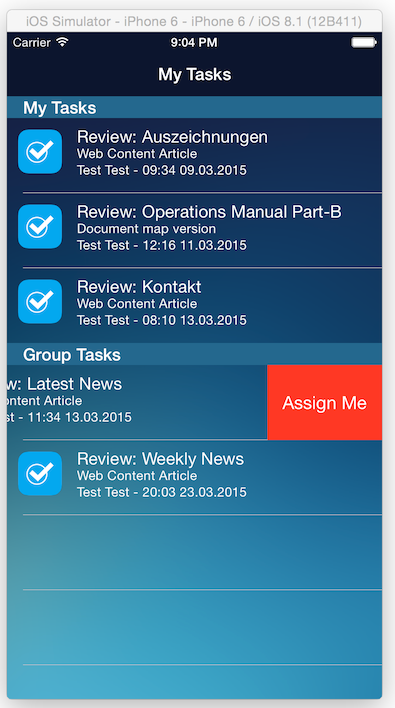 iOS Simulator - iPhone 6 - iPhone 6 / iOS 8.1 (12B411)
Carrier 9:04 PM
My Tasks
My Tasks
Review: Auszeichnungen
Web Content Article
Test Test - 09:34 09.03.2015
Review: Operations Manual Part-B
Document map version
Test Test - 12:16 11.03.2015
Review: Kontakt
Web Content Article
Test Test - 08:10 13.03.2015
Group Tasks
w: Latest News
ontent Article
st - 11:34 13.03.2015
Assign Me
Review: Weekly News
Web Content Article
Test Test - 20:03 23.03.2015